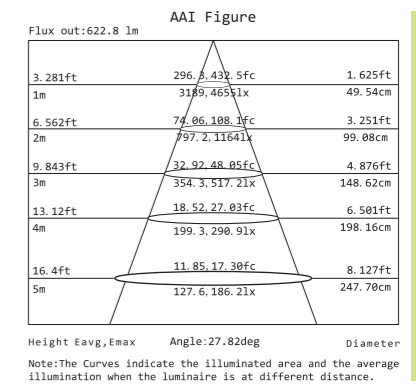 AAI Figure
Flux out:622.8 lm
3.281ft 296.3,432.5fc 1.625ft
1m 3189,4655lx 49.54cm
6.562ft 74.06,108.1fc 3.251ft
2m 797.2,1164lx 99.08cm
9.843ft 32.92,48.05fc 4.876ft
3m 354.3,517.2lx 148.62cm
13.12ft 18.52,27.03fc 6.501ft
4m 199.3,290.9lx 198.16cm
16.4ft 11.85,17.30fc 8.127ft
5m 127.6,186.2lx 247.70cm
Height Eavg,Emax Angle:27.82deg Diameter
Note:The Curves indicate the illuminated area and the average
illumination when the luminaire is at different distance.